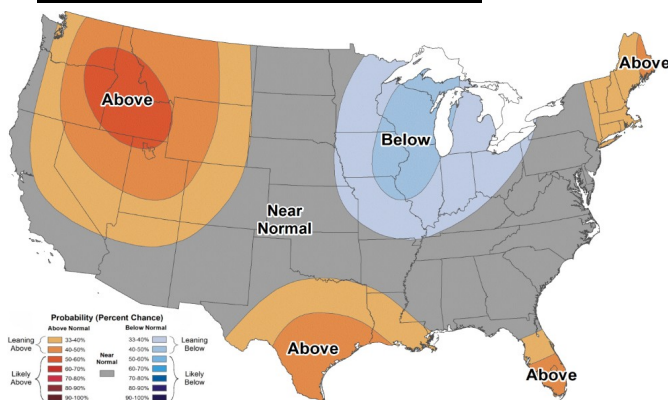 Above
Above
Below
Near
Normal
Above
Above
Probability (Percent Chance)
Above Normal Below Normal
Leaning Above 33-40% 33-40% Leaning Below
40-50% 40-50%
Likely Above 50-60% Near Normal 50-60% Likely Below
60-70% 60-70%
70-80% 70-80%
80-90% 80-90%
90-100% 90-100%